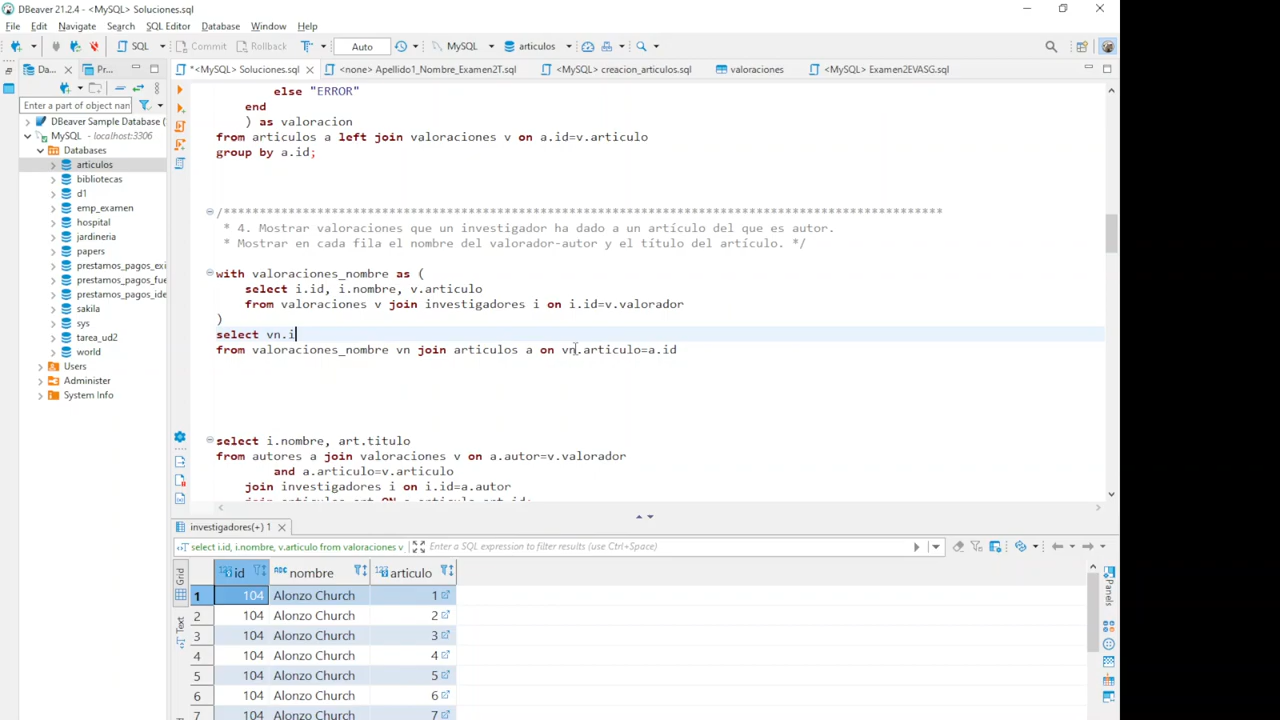 DBeaver 21.2.4 - <MySQL> Soluciones.sql
File Edit Navigate Search SQL Editor Database Window Help
SQL Commit Rollback Auto MySQL articulos
Da... Pr... *<MySQL> Soluciones.sql <none> Apellido1_Nombre_Examen2T.sql <MySQL> creacion_articulos.sql valoraciones <MySQL> Examen2EVASG.sql
Enter a part of object nam
DBeaver Sample Database (
MySQL - localhost:3306
Databases
articulos
bibliotecas
d1
emp_examen
hospital
jardineria
papers
prestamos_pagos_exi
prestamos_pagos_fue
prestamos_pagos_ide
sakila
sys
tarea_ud2
world
Users
Administer
System Info
else "ERROR"
end
) as valoracion
from articulos a left join valoraciones v on a.id=v.articulo
group by a.id;
* 4. Mostrar valoraciones que un investigador ha dado a un artículo del que es autor.
* Mostrar en cada fila el nombre del valorador-autor y el título del artículo. */
with valoraciones_nombre as (
select i.id, i.nombre, v.articulo
from valoraciones v join investigadores i on i.id=v.valorador
)
select vn.i
from valoraciones_nombre vn join articulos a on vn.articulo=a.id
select i.nombre, art.titulo
from autores a join valoraciones v on a.autor=v.valorador
and a.articulo=v.articulo
join investigadores i on i.id=a.autor
investigadores(+) 1
select i.id, i.nombre, v.articulo from valoraciones v Enter a SQL expression to filter results (use Ctrl+Space)
Grid
Text
Panels
id nombre articulo
1 104 Alonzo Church 1
2 104 Alonzo Church 2
3 104 Alonzo Church 3
4 104 Alonzo Church 4
5 104 Alonzo Church 5
6 104 Alonzo Church 6
7 104 Alonzo Church 7